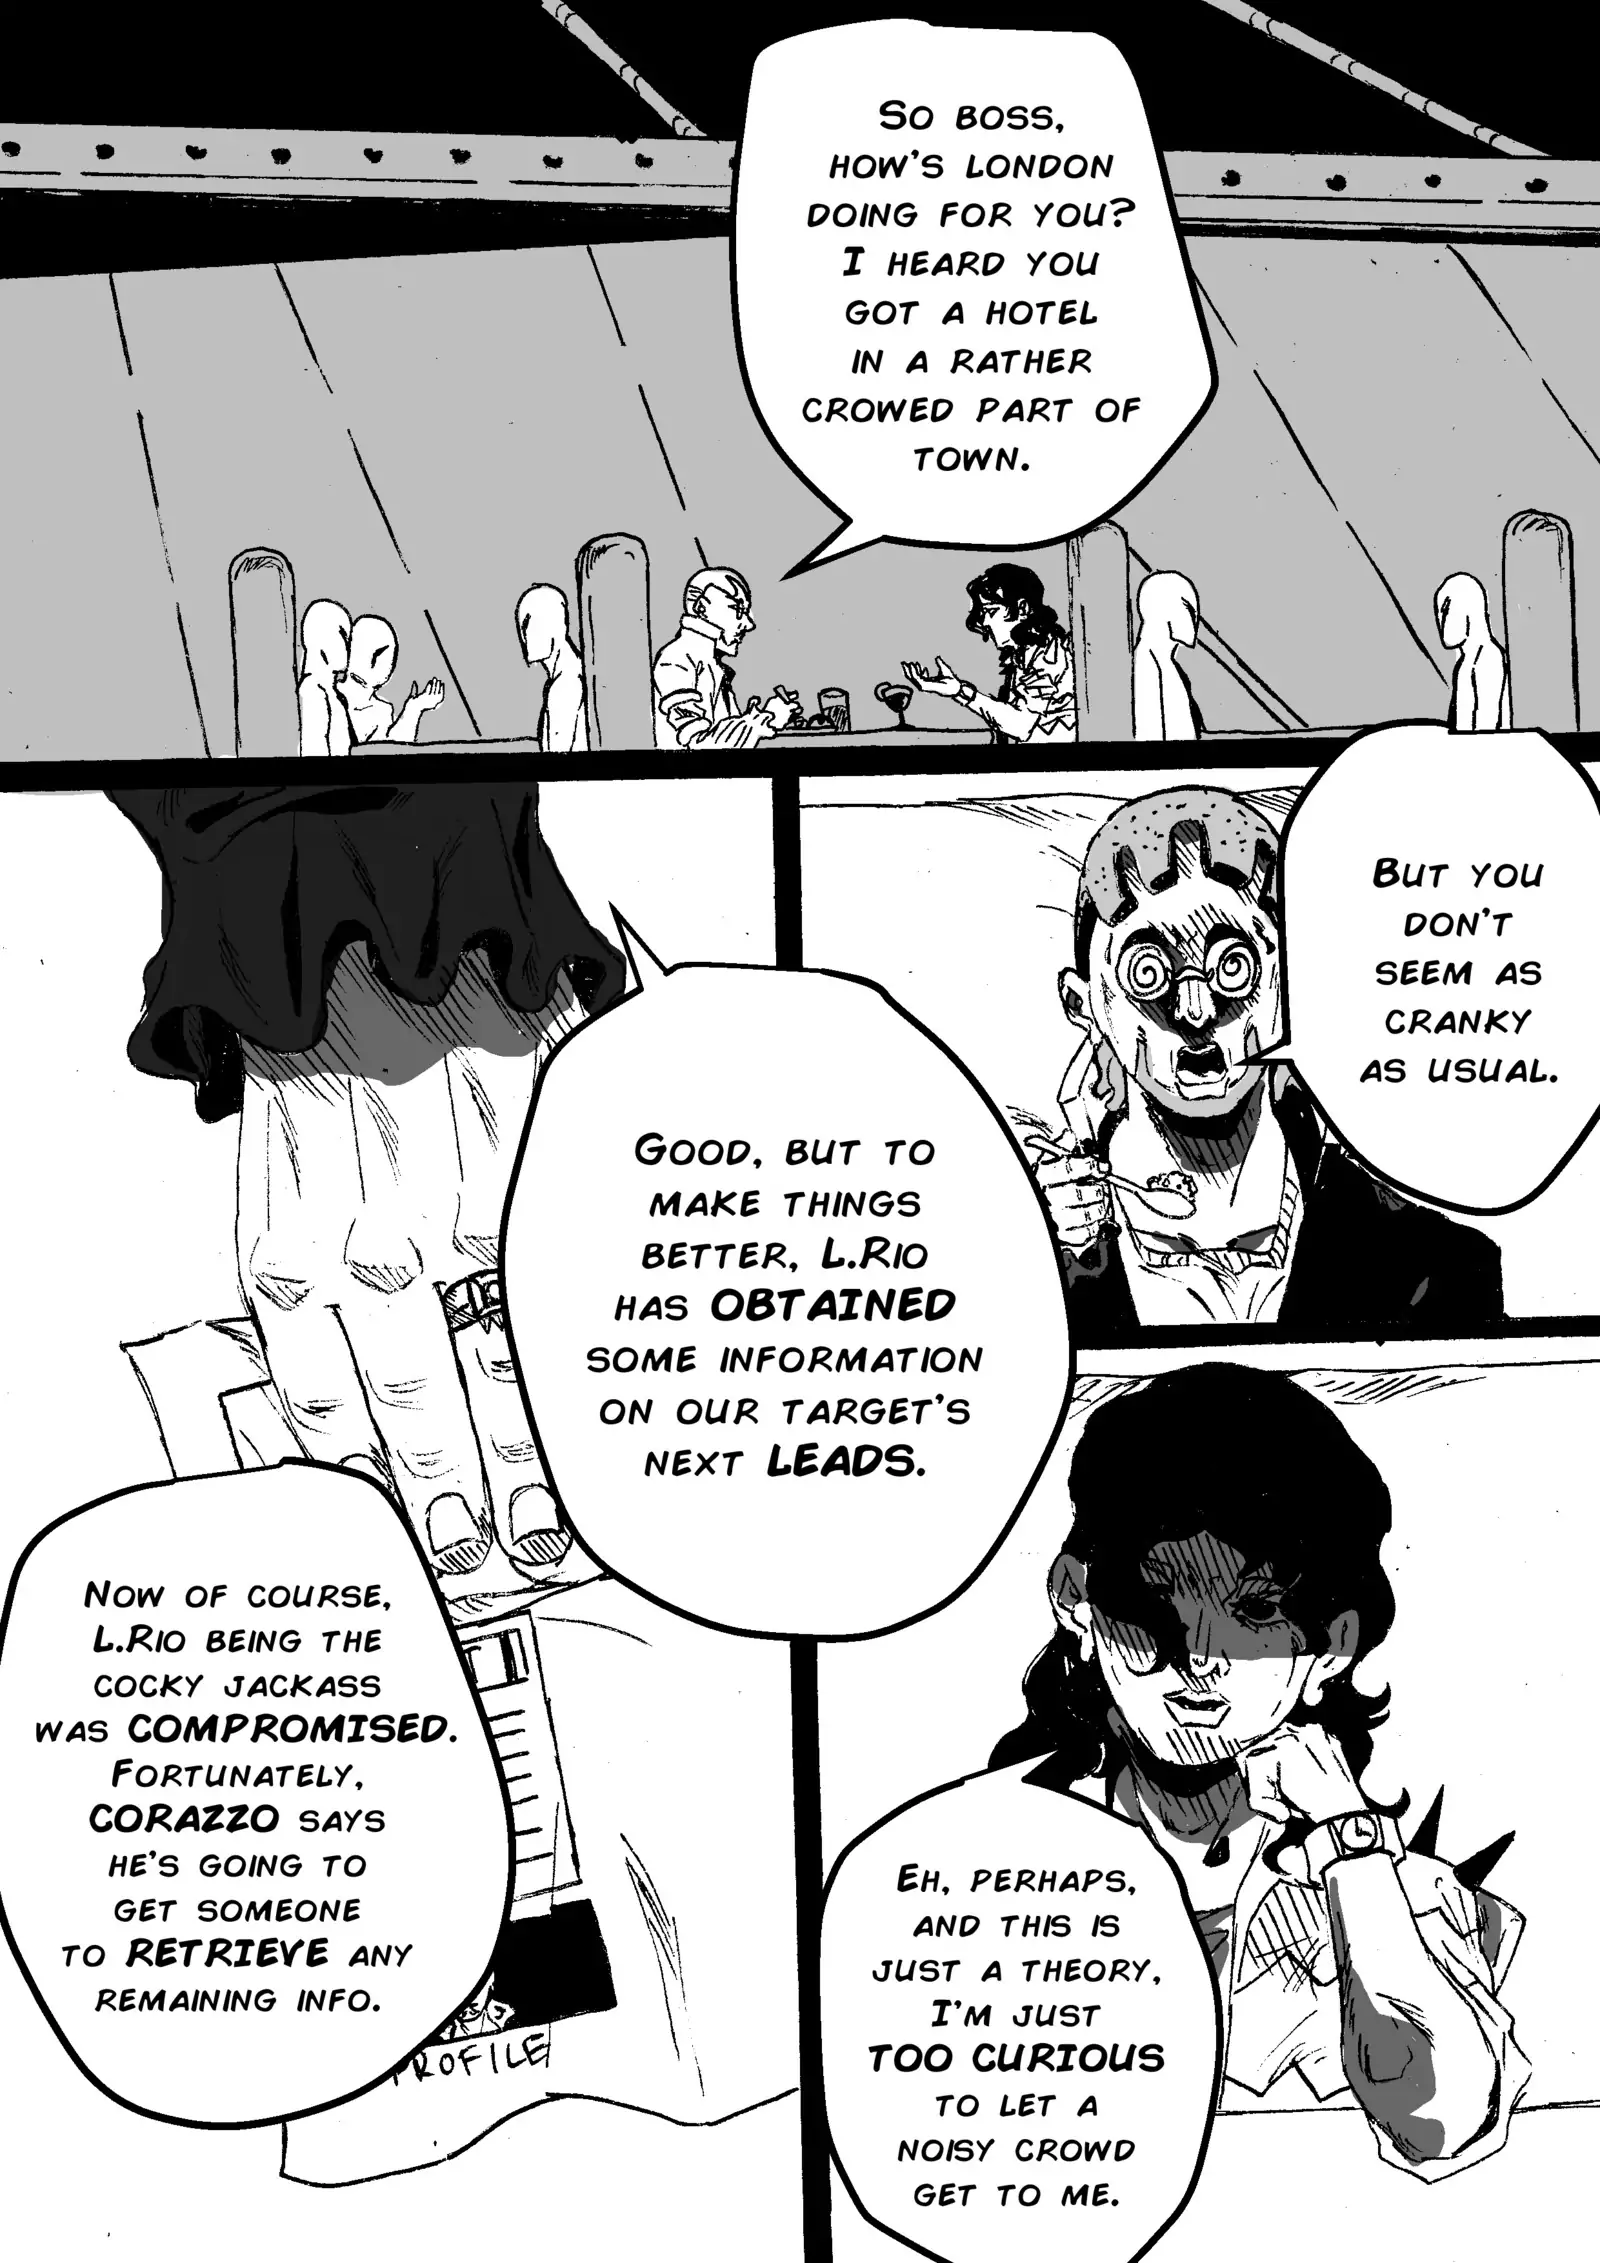 So boss,
how's london
doing for you?
I heard you
got a hotel
in a rather
crowed part of
town.
But you
don't
seem as
cranky
as usual.
Eh, perhaps,
and this is
just a theory,
I'm just
TOO CURIOUS
to let a
noisy crowd
get to me.
Good, but to
make things
better, L.Rio
has OBTAINED
some information
on our target's
next LEADS.
Now of course,
L.Rio being the
cocky jackass
was COMPROMISED.
Fortunately,
CORAZZO says
he's going to
get someone
to RETRIEVE any
remaining info.
PROFILE